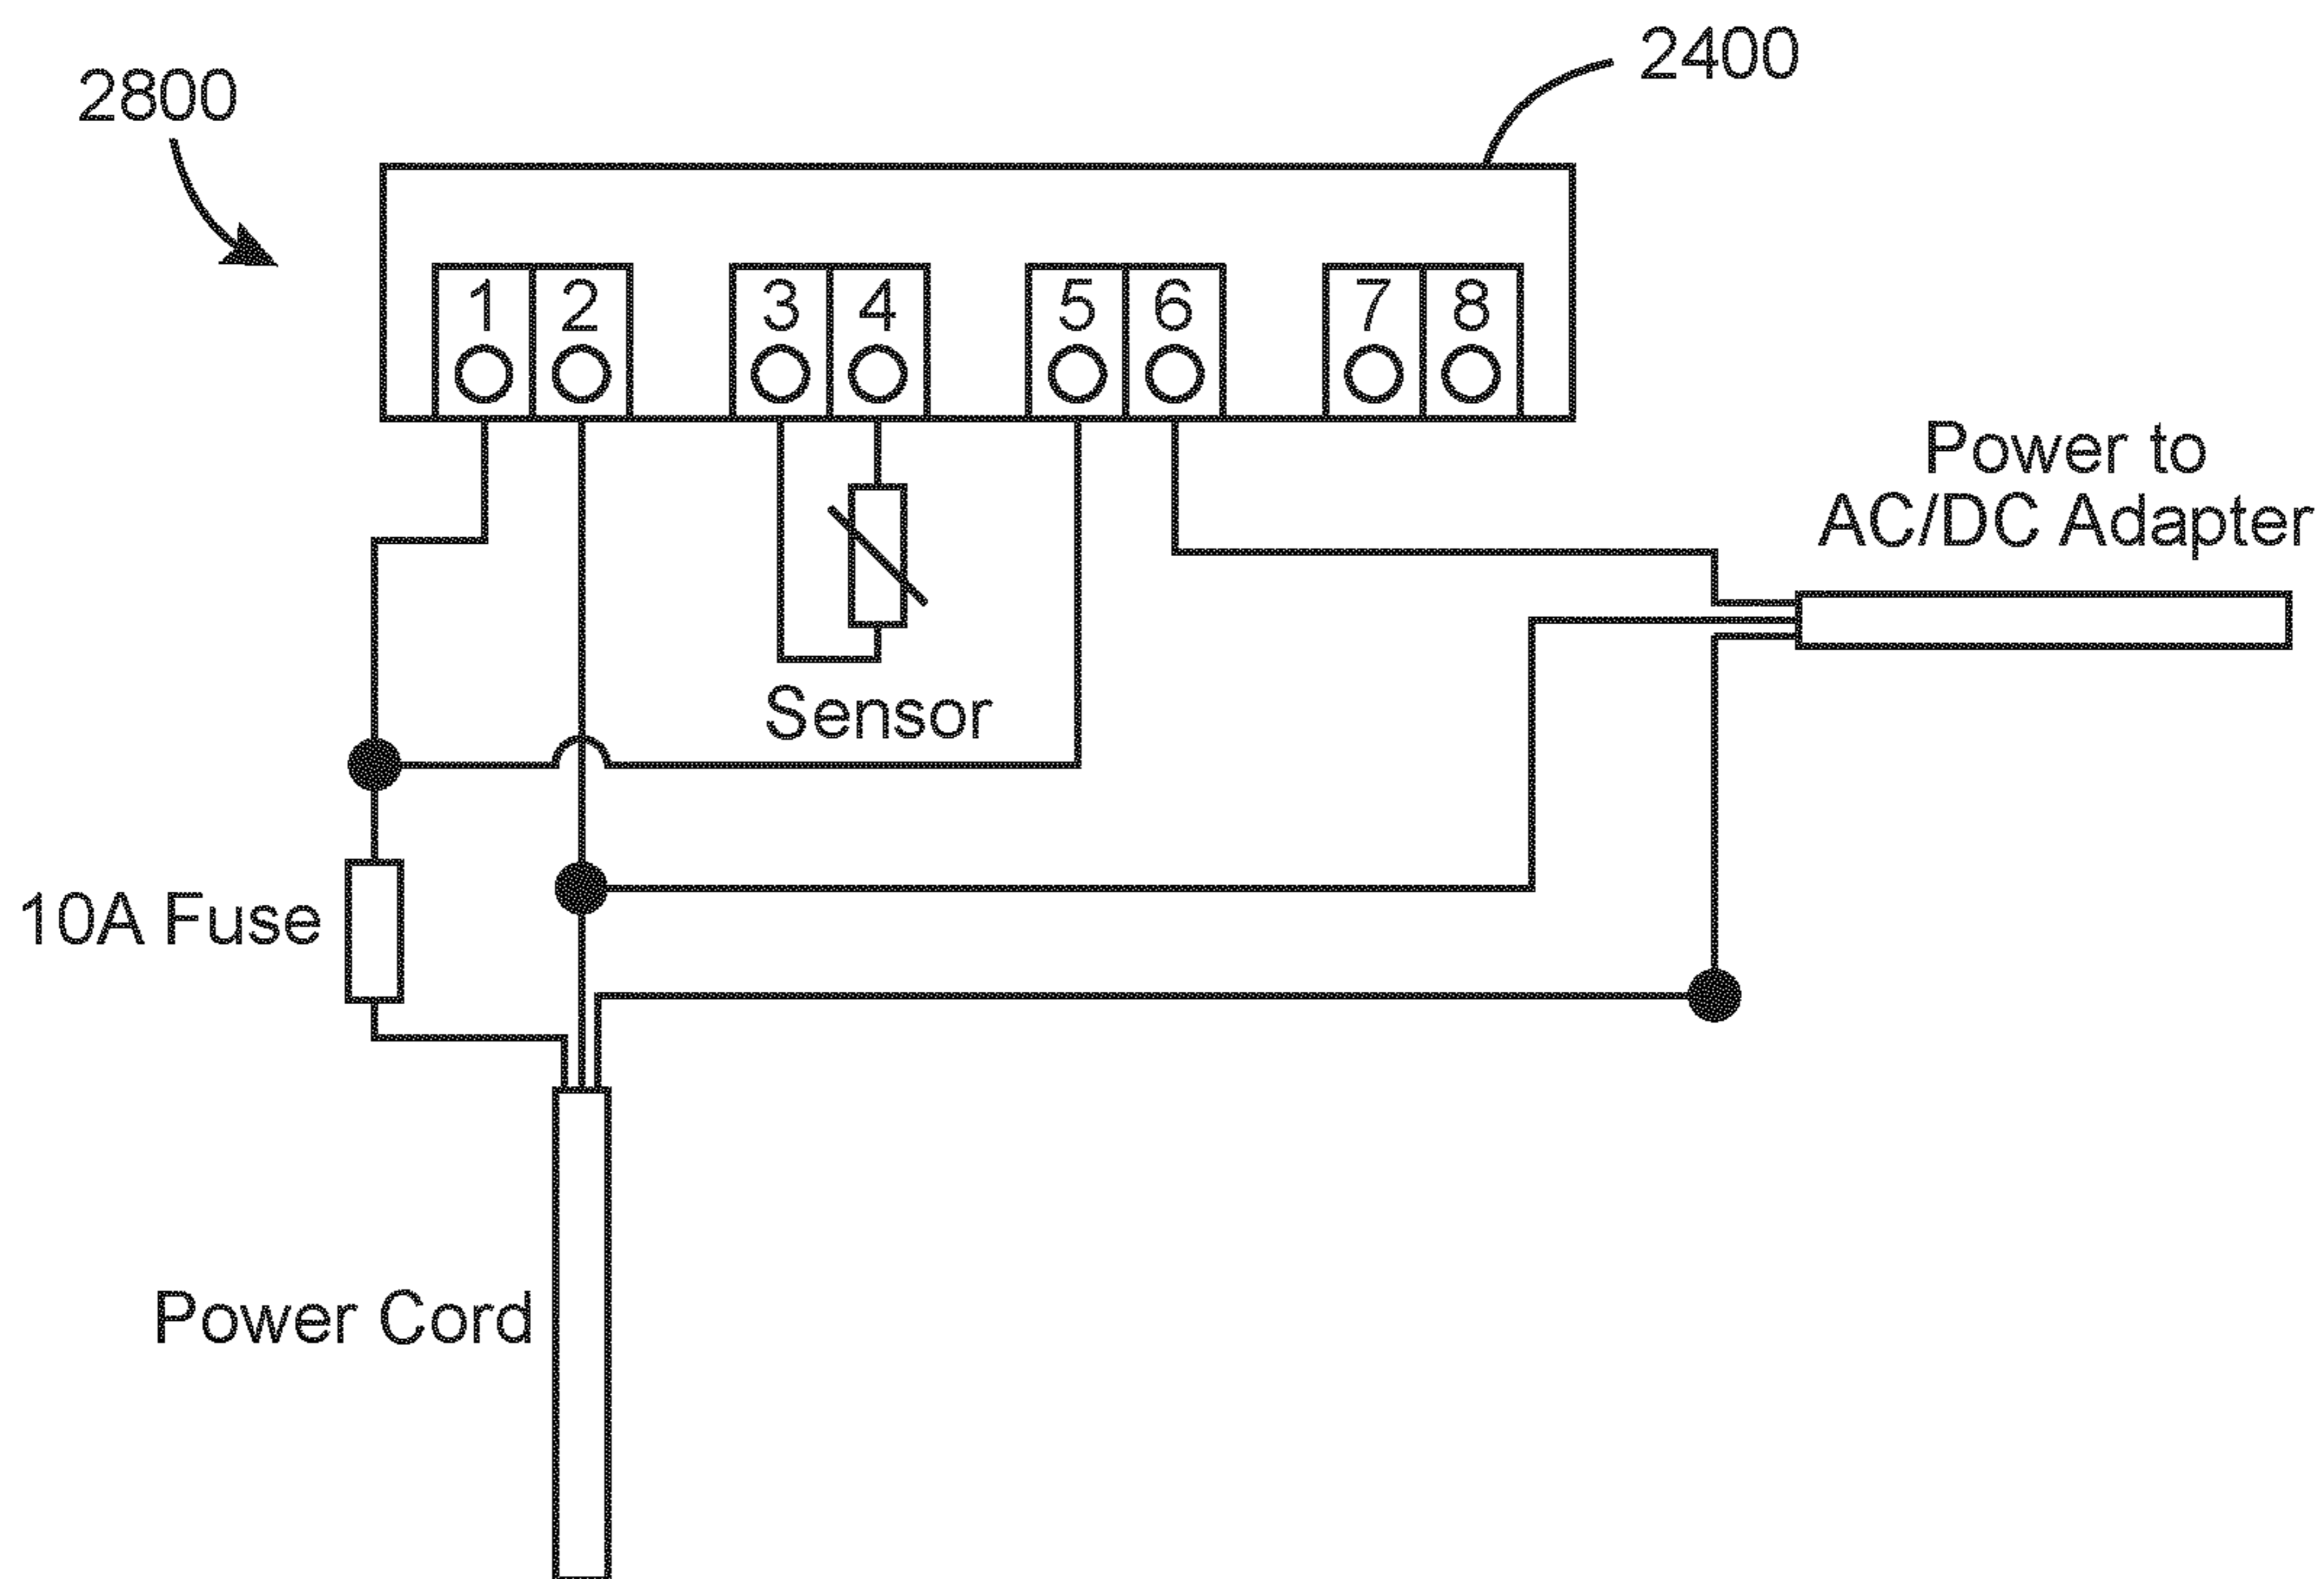 2800
2400
1 2 3 4 5 6 7 8
Power to
AC/DC Adapter
Sensor
10A Fuse
Power Cord